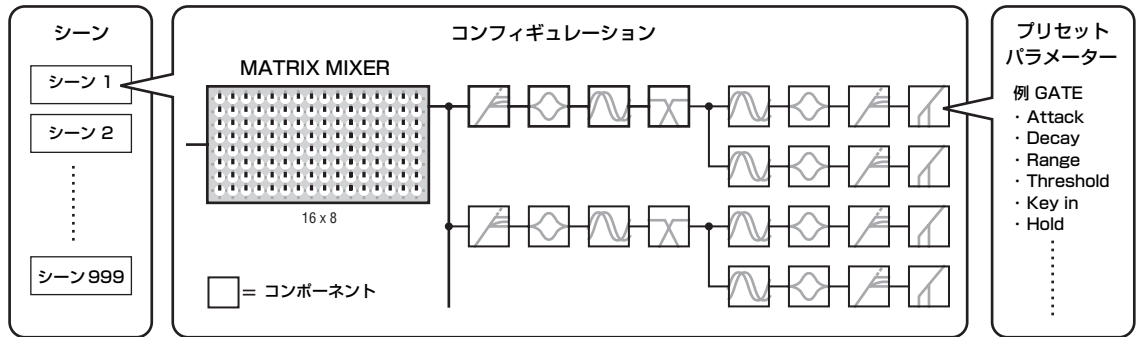 シーン
シーン 1
シーン 2
シーン 999
コンフィギュレーション
MATRIX MIXER
16 x 8
= コンポーネント
プリセット
パラメーター
例 GATE
・ Attack
・ Decay
・ Range
・ Threshold
・ Key in
・ Hold